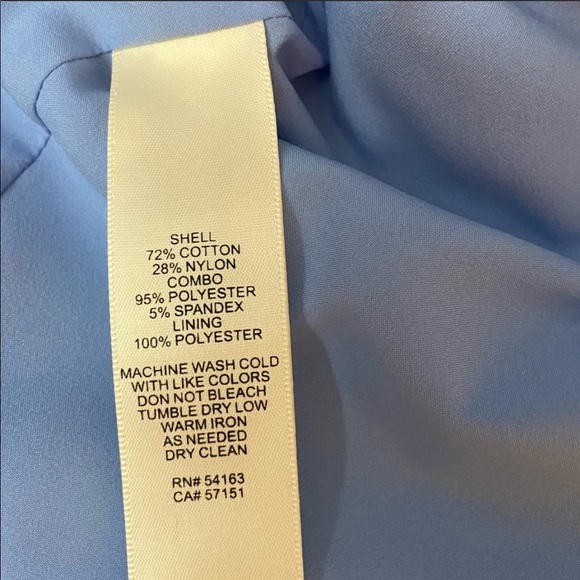 SHELL
72% COTTON
28% NYLON
COMBO
95% POLYESTER
5% SPANDEX
LINING
100% POLYESTER
MACHINE WASH COLD
WITH LIKE COLORS
DON NOT BLEACH
TUMBLE DRY LOW
WARM IRON
AS NEEDED
DRY CLEAN
RN# 54163
CA# 57151